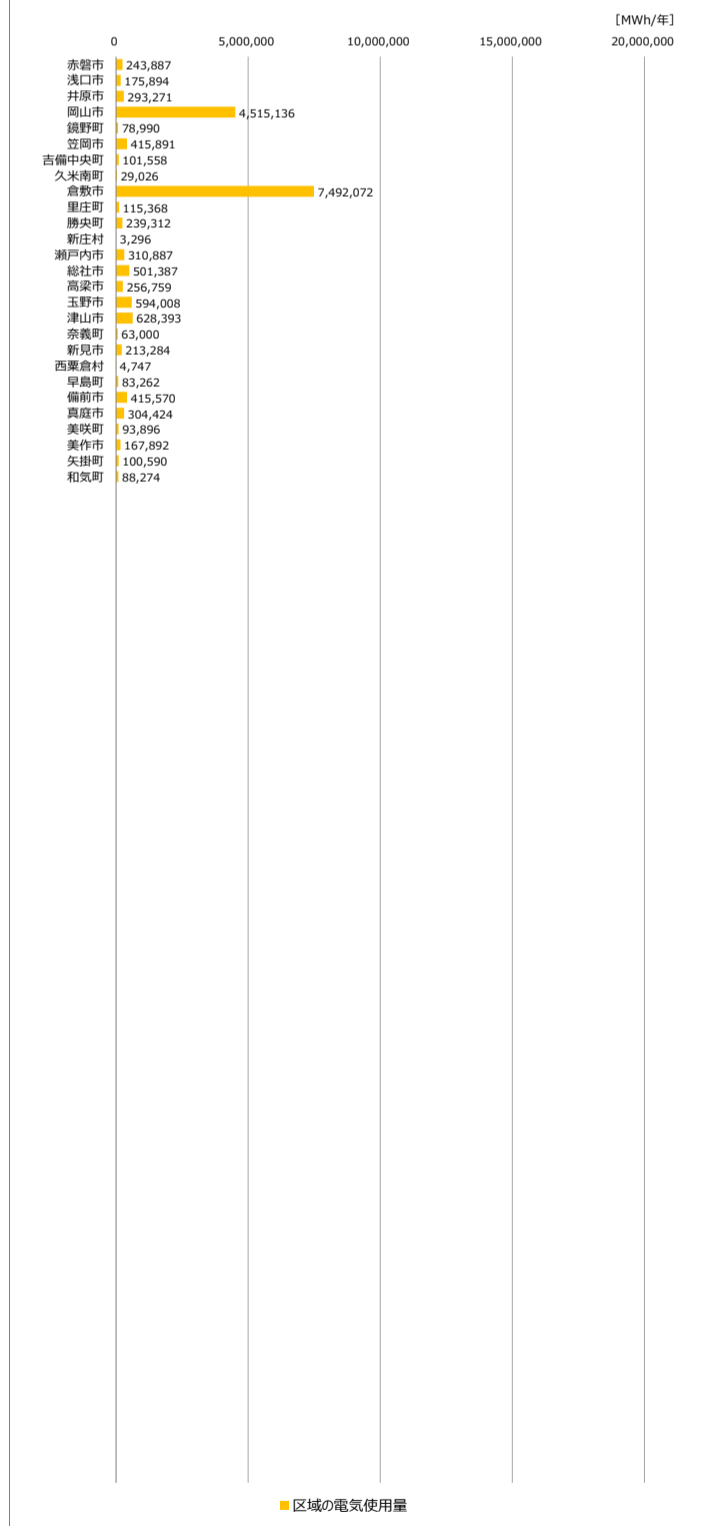 [MWh/年]
0 5,000,000 10,000,000 15,000,000 20,000,000
赤磐市 243,887
浅口市 175,894
井原市 293,271
岡山市 4,515,136
鏡野町 78,990
笠岡市 415,891
吉備中央町 101,558
久米南町 29,026
倉敷市 7,492,072
里庄町 115,368
勝央町 239,312
新庄村 3,296
瀬戸内市 310,887
総社市 501,387
高梁市 256,759
玉野市 594,008
津山市 628,393
奈義町 63,000
新見市 213,284
西粟倉村 4,747
早島町 83,262
備前市 415,570
真庭市 304,424
美咲町 93,896
美作市 167,892
矢掛町 100,590
和気町 88,274
区域の電気使用量